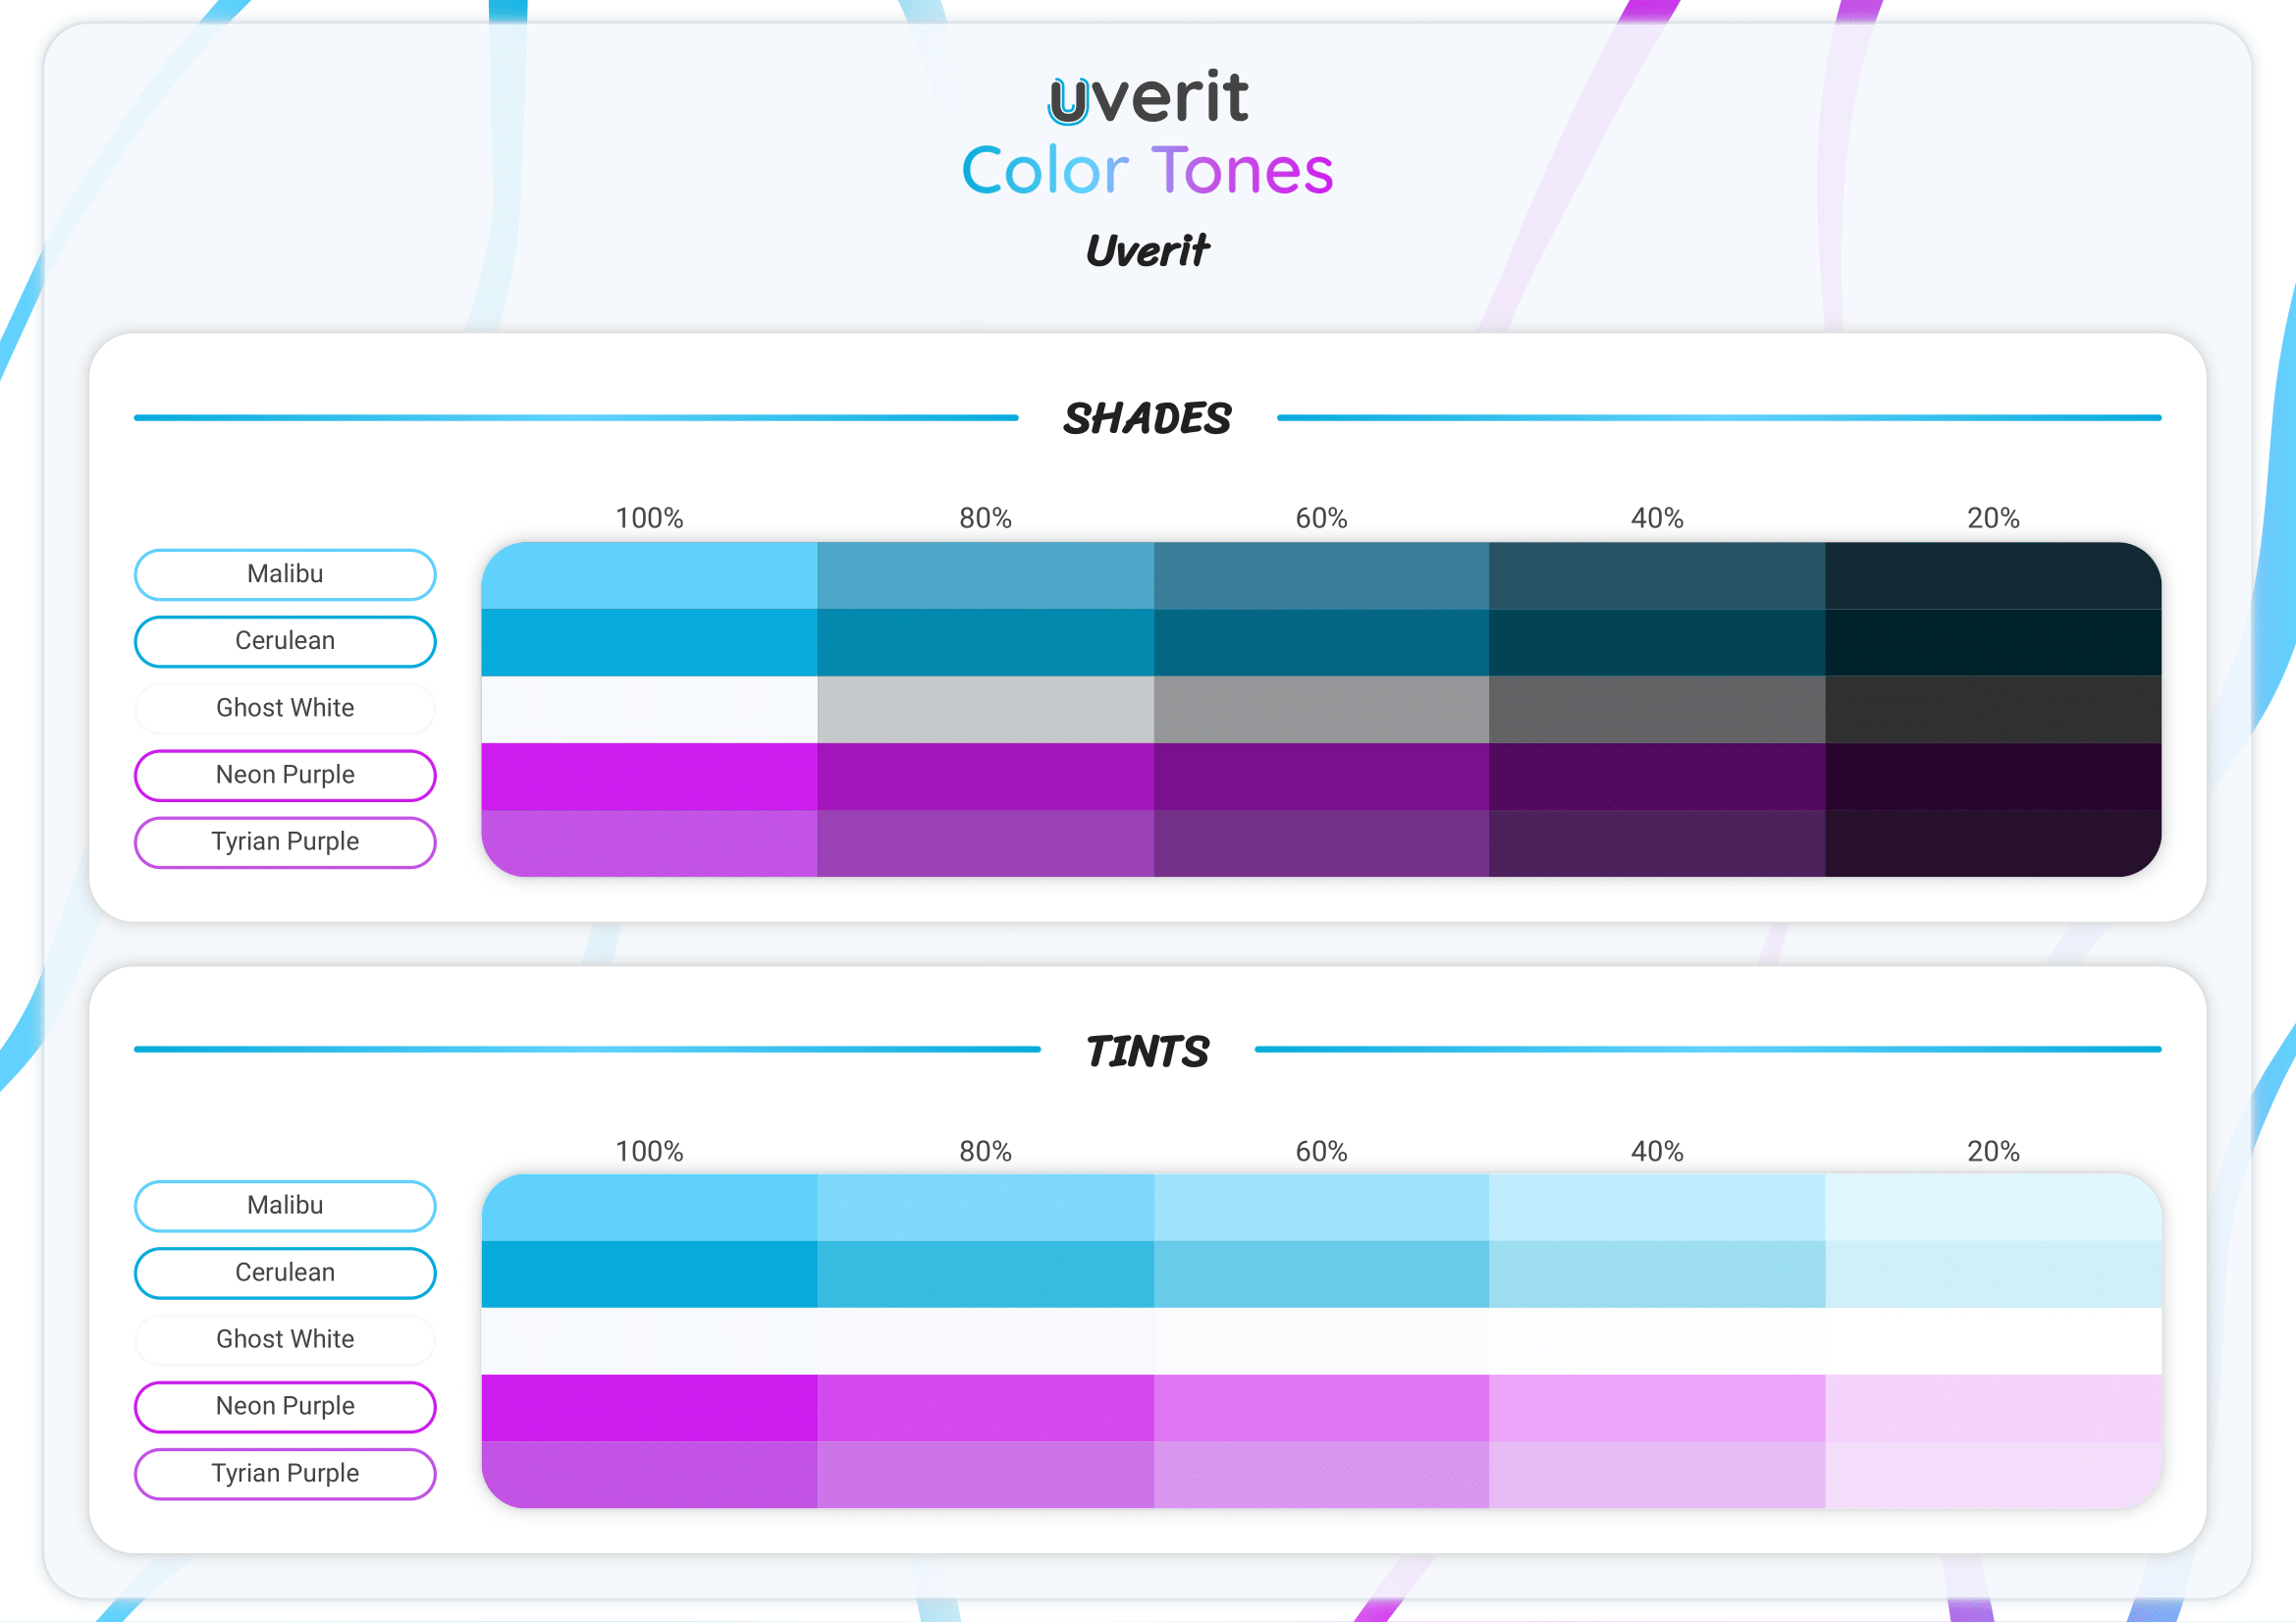 uverit
Color Tones
Uverit
SHADES
100% 80% 60% 40% 20%
Malibu
Cerulean
Ghost White
Neon Purple
Tyrian Purple
TINTS
100% 80% 60% 40% 20%
Malibu
Cerulean
Ghost White
Neon Purple
Tyrian Purple